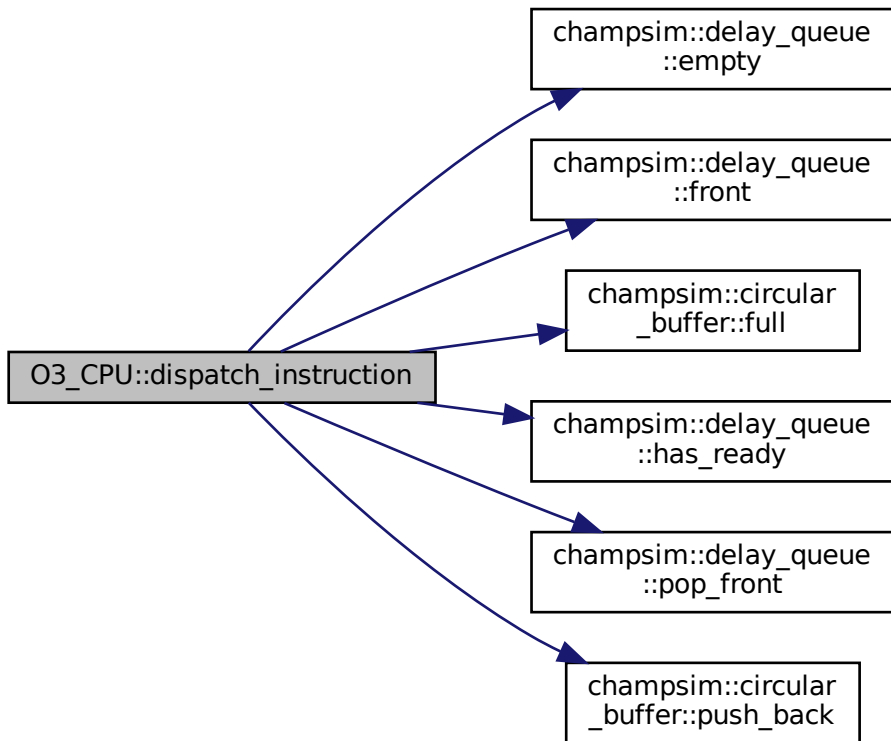 champsim::delay_queue
::empty
champsim::delay_queue
::front
champsim::circular
_buffer::full
O3_CPU::dispatch_instruction
champsim::delay_queue
::has_ready
champsim::delay_queue
::pop_front
champsim::circular
_buffer::push_back